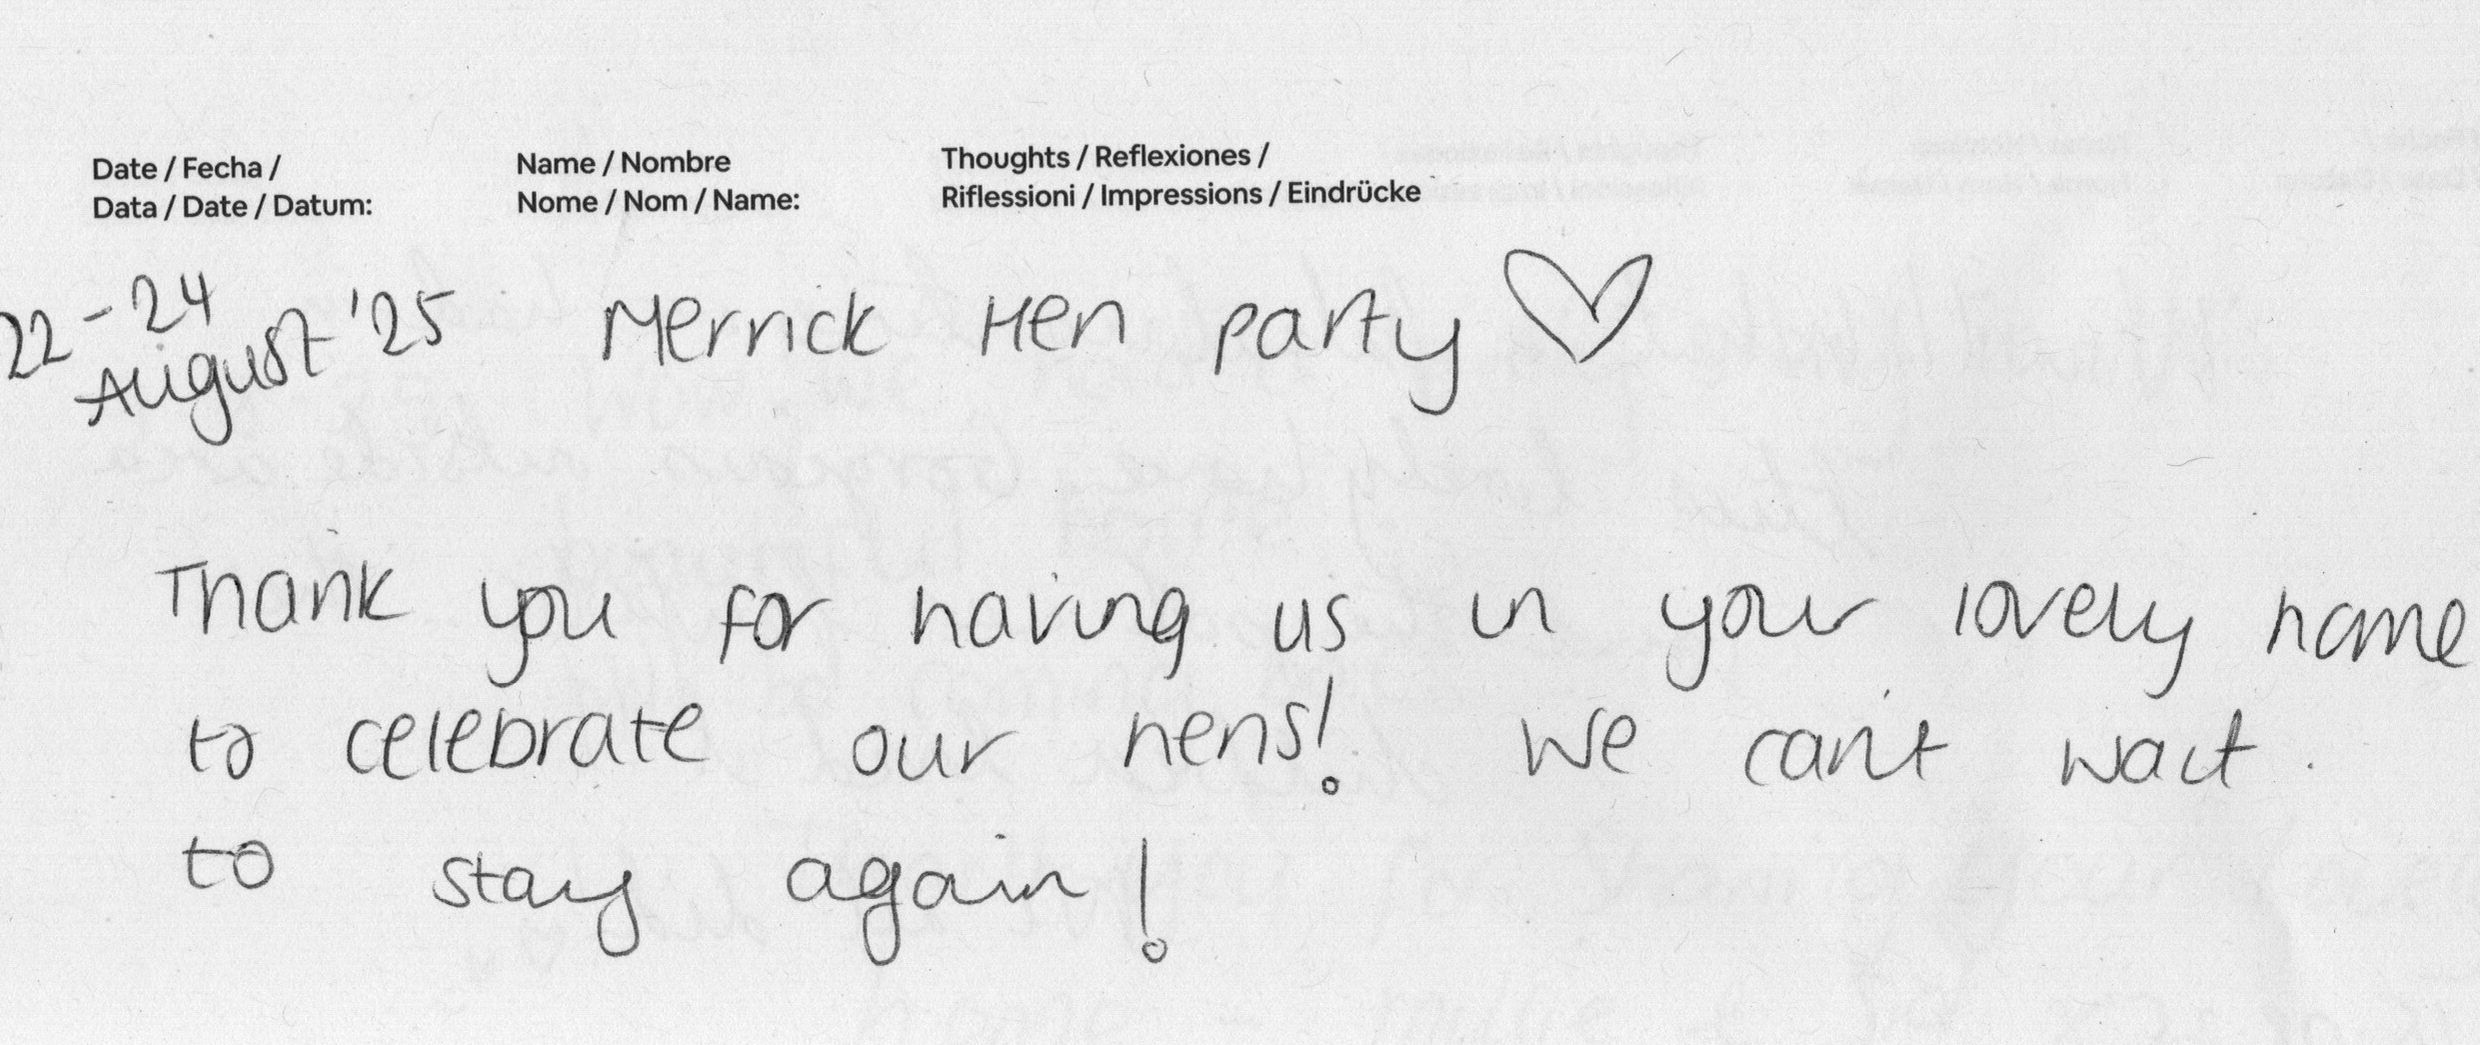 Date / Fecha /
Data / Date / Datum:
Name / Nombre
Nome / Nom / Name:
Thoughts / Reflexiones /
Riflessioni / Impressions / Eindrücke
22 - 24
August '25
Merrick Hen party ♡
Thank you for having us in your lovely home
to celebrate our hens! We can't wait
to stay again!